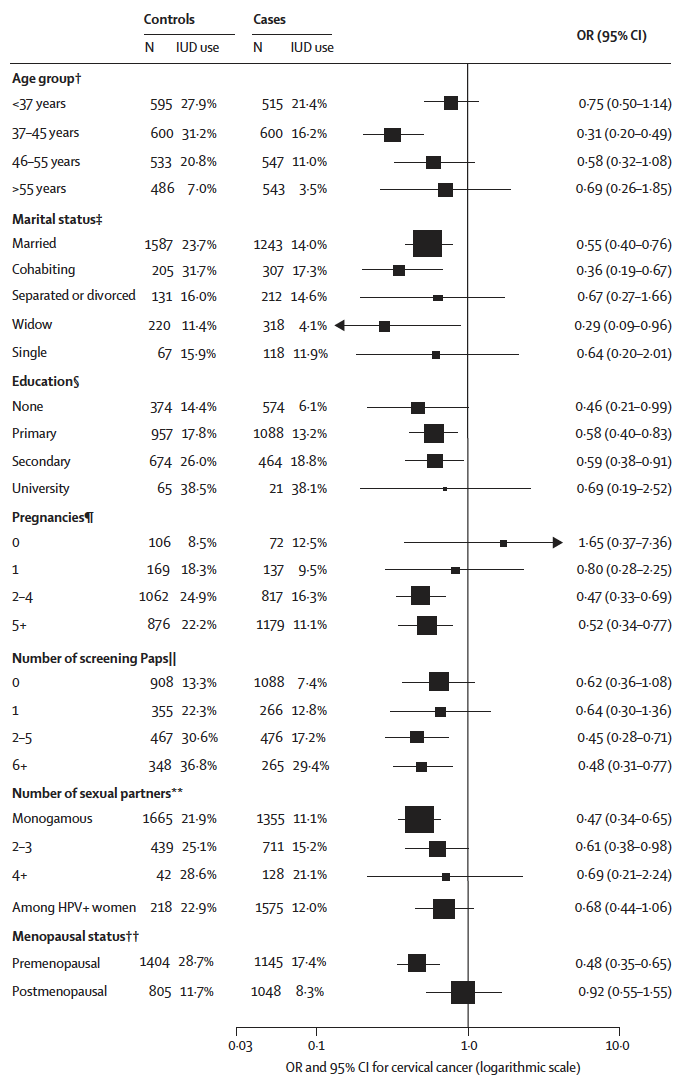 Controls Cases
OR (95% CI)
N IUD use N IUD use
Age group†
<37 years 595 27·9% 515 21·4% 0·75 (0·50–1·14)
37–45 years 600 31·2% 600 16·2% 0·31 (0·20–0·49)
46–55 years 533 20·8% 547 11·0% 0·58 (0·32–1·08)
>55 years 486 7·0% 543 3·5% 0·69 (0·26–1·85)
Marital status‡
Married 1587 23·7% 1243 14·0% 0·55 (0·40–0·76)
Cohabiting 205 31·7% 307 17·3% 0·36 (0·19–0·67)
Separated or divorced 131 16·0% 212 14·6% 0·67 (0·27–1·66)
Widow 220 11·4% 318 4·1% 0·29 (0·09–0·96)
Single 67 15·9% 118 11·9% 0·64 (0·20–2·01)
Education§
None 374 14·4% 574 6·1% 0·46 (0·21–0·99)
Primary 957 17·8% 1088 13·2% 0·58 (0·40–0·83)
Secondary 674 26·0% 464 18·8% 0·59 (0·38–0·91)
University 65 38·5% 21 38·1% 0·69 (0·19–2·52)
Pregnancies¶
0 106 8·5% 72 12·5% 1·65 (0·37–7·36)
1 169 18·3% 137 9·5% 0·80 (0·28–2·25)
2–4 1062 24·9% 817 16·3% 0·47 (0·33–0·69)
5+ 876 22·2% 1179 11·1% 0·52 (0·34–0·77)
Number of screening Paps||
0 908 13·3% 1088 7·4% 0·62 (0·36–1·08)
1 355 22·3% 266 12·8% 0·64 (0·30–1·36)
2–5 467 30·6% 476 17·2% 0·45 (0·28–0·71)
6+ 348 36·8% 265 29·4% 0·48 (0·31–0·77)
Number of sexual partners**
Monogamous 1665 21·9% 1355 11·1% 0·47 (0·34–0·65)
2–3 439 25·1% 711 15·2% 0·61 (0·38–0·98)
4+ 42 28·6% 128 21·1% 0·69 (0·21–2·24)
Among HPV+ women 218 22·9% 1575 12·0% 0·68 (0·44–1·06)
Menopausal status††
Premenopausal 1404 28·7% 1145 17·4% 0·48 (0·35–0·65)
Postmenopausal 805 11·7% 1048 8·3% 0·92 (0·55–1·55)
0·03 0·1 1·0 10·0
OR and 95% CI for cervical cancer (logarithmic scale)